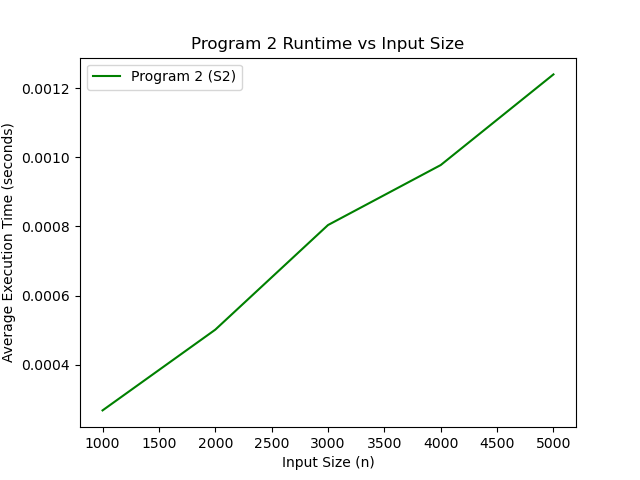 Program 2 Runtime vs Input Size
Program 2 (S2)
Average Execution Time (seconds)
0.0012
0.0010
0.0008
0.0006
0.0004
1000 1500 2000 2500 3000 3500 4000 4500 5000
Input Size (n)